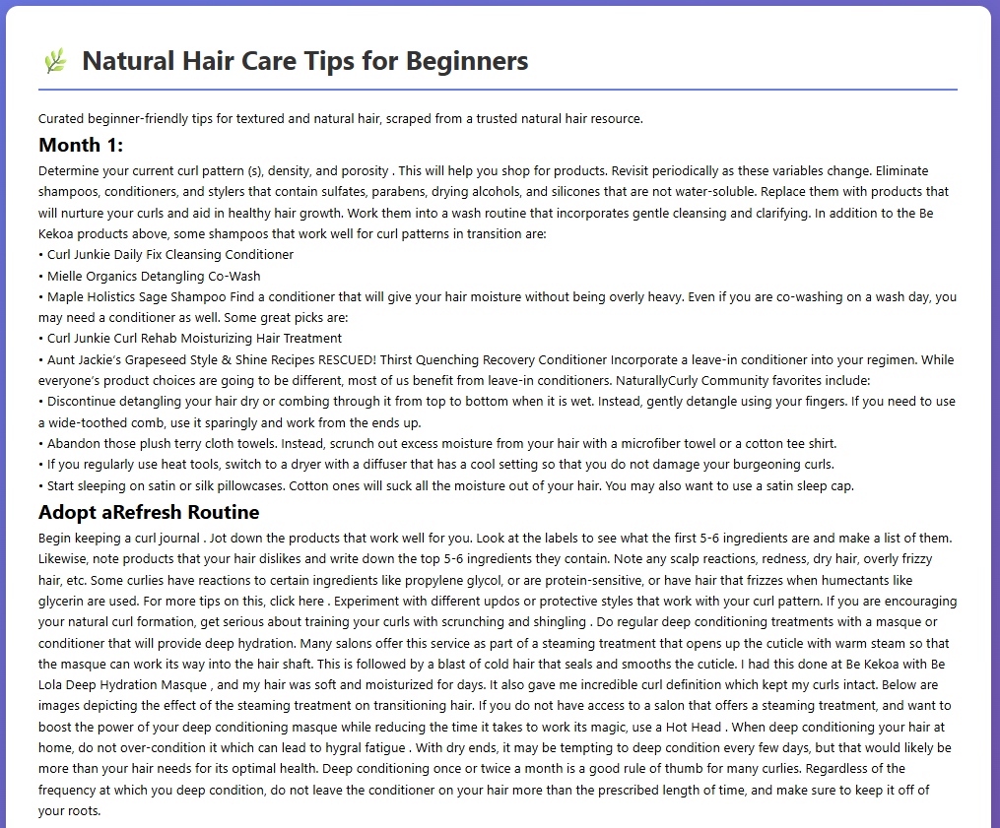 Natural Hair Care Tips for Beginners
Curated beginner-friendly tips for textured and natural hair, scraped from a trusted natural hair resource.
Month 1:
Determine your current curl pattern (s), density, and porosity . This will help you shop for products. Revisit periodically as these variables change. Eliminate
shampoos, conditioners, and stylers that contain sulfates, parabens, drying alcohols, and silicones that are not water-soluble. Replace them with products that
will nurture your curls and aid in healthy hair growth. Work them into a wash routine that incorporates gentle cleansing and clarifying. In addition to the Be
Kekoa products above, some shampoos that work well for curl patterns in transition are:
• Curl Junkie Daily Fix Cleansing Conditioner
• Mielle Organics Detangling Co-Wash
• Maple Holistics Sage Shampoo Find a conditioner that will give your hair moisture without being overly heavy. Even if you are co-washing on a wash day, you
may need a conditioner as well. Some great picks are:
• Curl Junkie Curl Rehab Moisturizing Hair Treatment
• Aunt Jackie's Grapeseed Style & Shine Recipes RESCUED! Thirst Quenching Recovery Conditioner Incorporate a leave-in conditioner into your regimen. While
everyone's product choices are going to be different, most of us benefit from leave-in conditioners. NaturallyCurly Community favorites include:
• Discontinue detangling your hair dry or combing through it from top to bottom when it is wet. Instead, gently detangle using your fingers. If you need to use
a wide-toothed comb, use it sparingly and work from the ends up.
• Abandon those plush terry cloth towels. Instead, scrunch out excess moisture from your hair with a microfiber towel or a cotton tee shirt.
• If you regularly use heat tools, switch to a dryer with a diffuser that has a cool setting so that you do not damage your burgeoning curls.
• Start sleeping on satin or silk pillowcases. Cotton ones will suck all the moisture out of your hair. You may also want to use a satin sleep cap.
Adopt aRefresh Routine
Begin keeping a curl journal . Jot down the products that work well for you. Look at the labels to see what the first 5-6 ingredients are and make a list of them.
Likewise, note products that your hair dislikes and write down the top 5-6 ingredients they contain. Note any scalp reactions, redness, dry hair, overly frizzy
hair, etc. Some curlies have reactions to certain ingredients like propylene glycol, or are protein-sensitive, or have hair that frizzes when humectants like
glycerin are used. For more tips on this, click here . Experiment with different updos or protective styles that work with your curl pattern. If you are encouraging
your natural curl formation, get serious about training your curls with scrunching and shingling . Do regular deep conditioning treatments with a masque or
conditioner that will provide deep hydration. Many salons offer this service as part of a steaming treatment that opens up the cuticle with warm steam so that
the masque can work its way into the hair shaft. This is followed by a blast of cold hair that seals and smooths the cuticle. I had this done at Be Kekoa with Be
Lola Deep Hydration Masque , and my hair was soft and moisturized for days. It also gave me incredible curl definition which kept my curls intact. Below are
images depicting the effect of the steaming treatment on transitioning hair. If you do not have access to a salon that offers a steaming treatment, and want to
boost the power of your deep conditioning masque while reducing the time it takes to work its magic, use a Hot Head . When deep conditioning your hair at
home, do not over-condition it which can lead to hygral fatigue . With dry ends, it may be tempting to deep condition every few days, but that would likely be
more than your hair needs for its optimal health. Deep conditioning once or twice a month is a good rule of thumb for many curlies. Regardless of the
frequency at which you deep condition, do not leave the conditioner on your hair more than the prescribed length of time, and make sure to keep it off of
your roots.